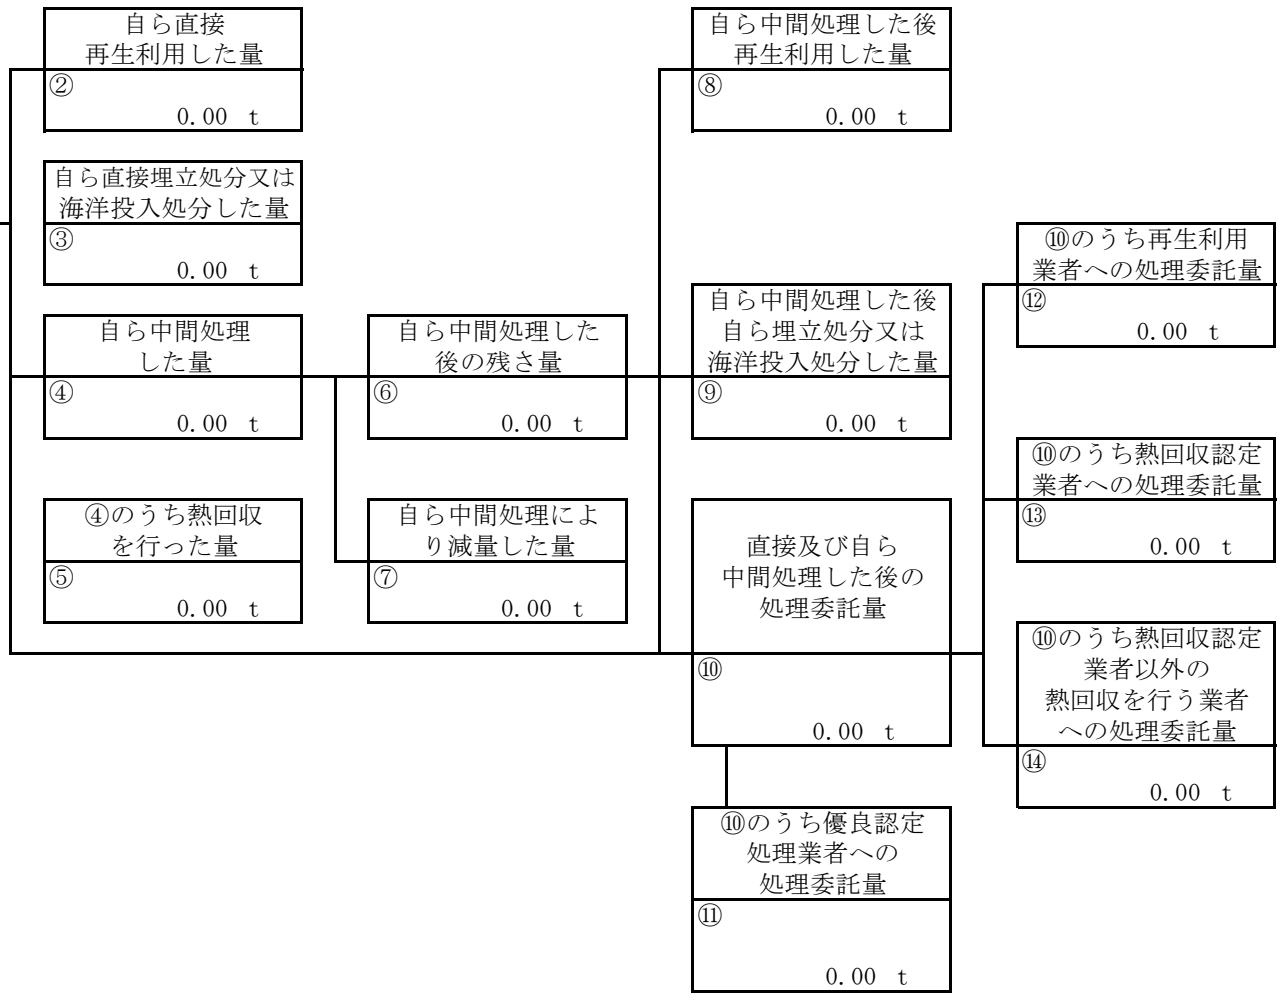 自ら直接
再生利用した量
②
0.00 t
自ら直接埋立処分又は
海洋投入処分した量
③
0.00 t
自ら中間処理
した量
④
0.00 t
④のうち熱回収
を行った量
⑤
0.00 t
自ら中間処理した
後の残さ量
⑥
0.00 t
自ら中間処理によ
り減量した量
⑦
0.00 t
自ら中間処理した後
再生利用した量
⑧
0.00 t
自ら中間処理した後
自ら埋立処分又は
海洋投入処分した量
⑨
0.00 t
直接及び自ら
中間処理した後の
処理委託量
⑩
0.00 t
⑩のうち優良認定
処理業者への
処理委託量
⑪
0.00 t
⑩のうち再生利用
業者への処理委託量
⑫
0.00 t
⑩のうち熱回収認定
業者への処理委託量
⑬
0.00 t
⑩のうち熱回収認定
業者以外の
熱回収を行う業者
への処理委託量
⑭
0.00 t